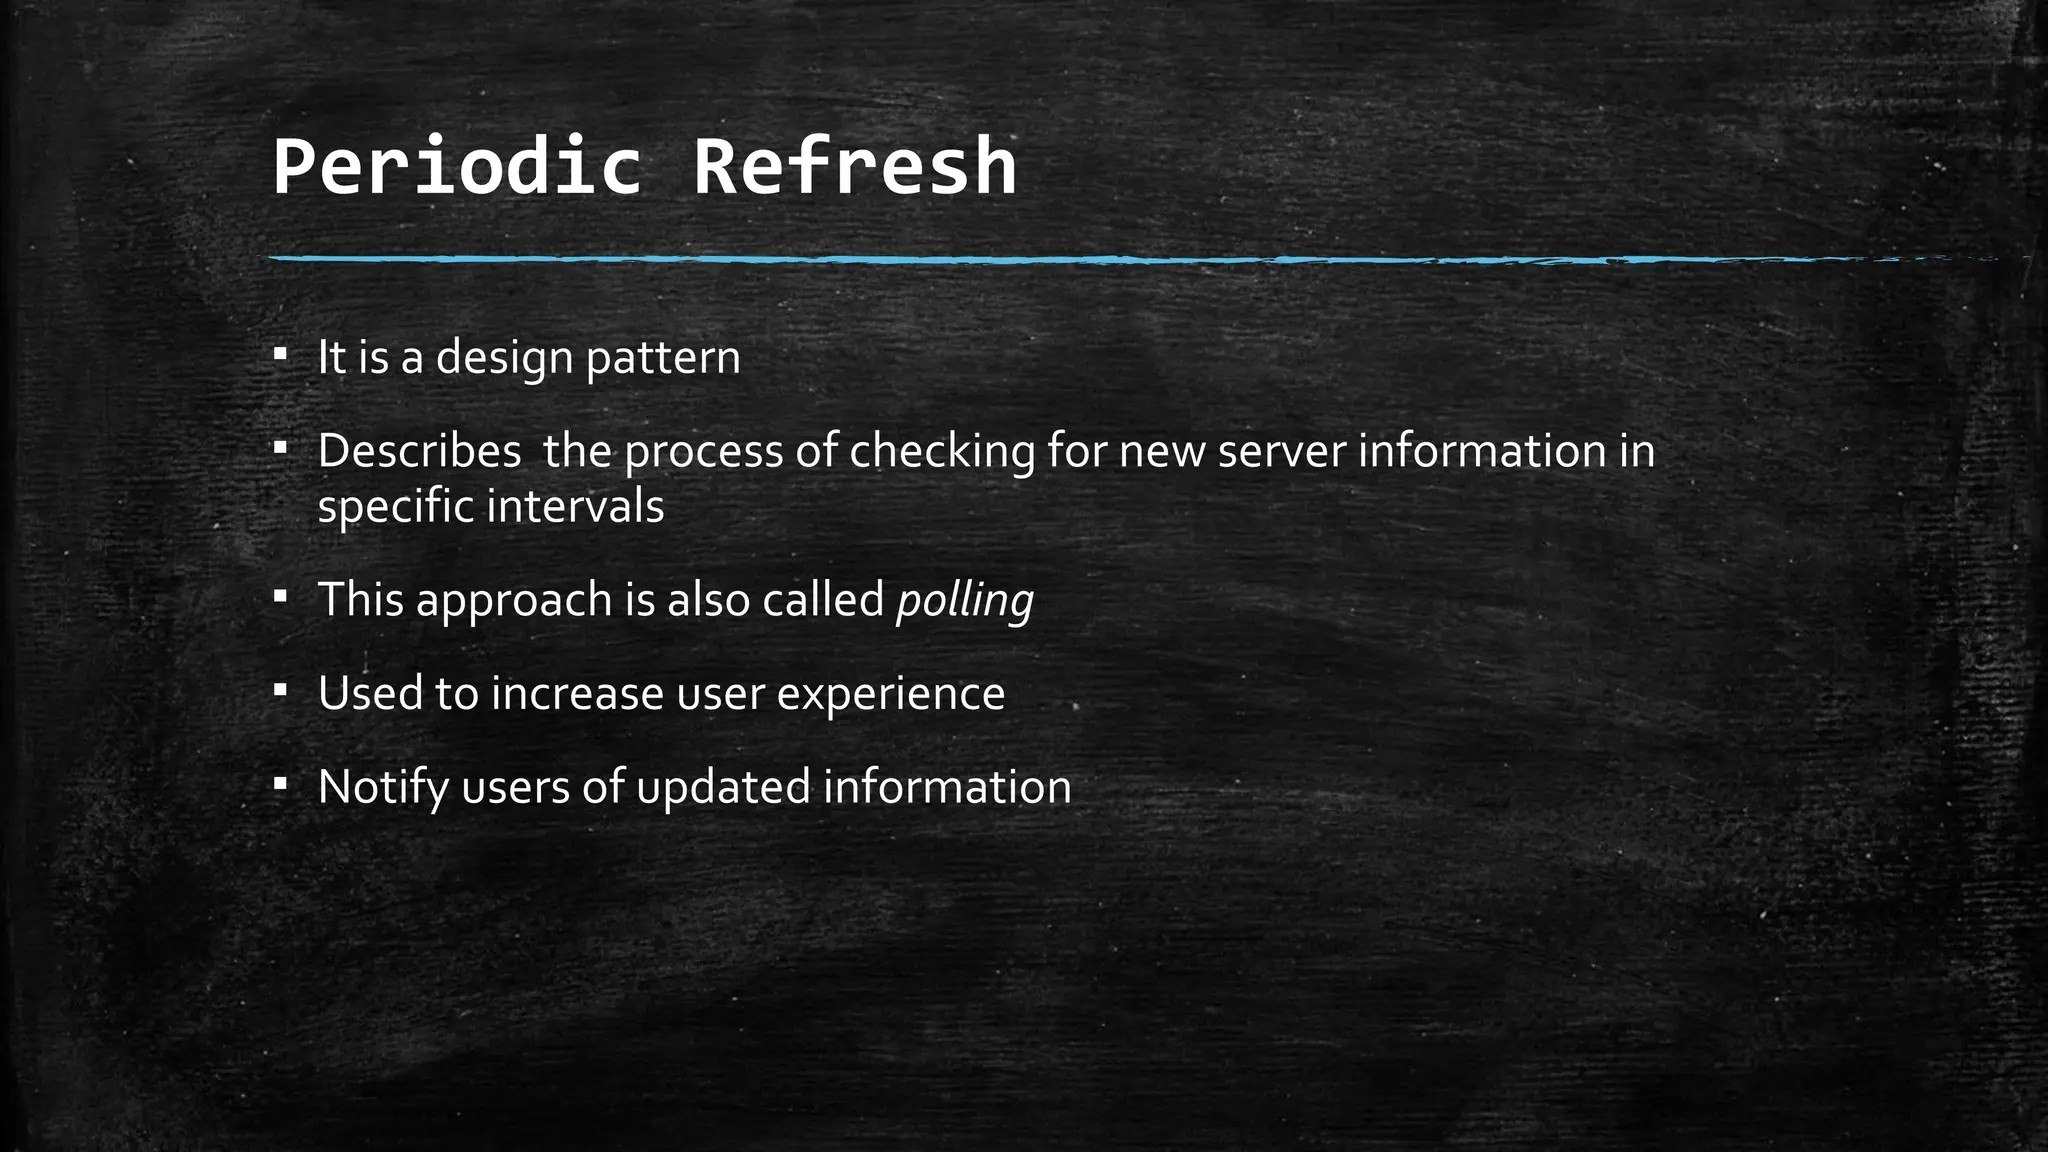 Periodic Refresh
▪ It is a design pattern
▪ Describes  the process of checking for new server information in
specific intervals
▪ This approach is also called polling
▪ Used to increase user experience
▪ Notify users of updated information